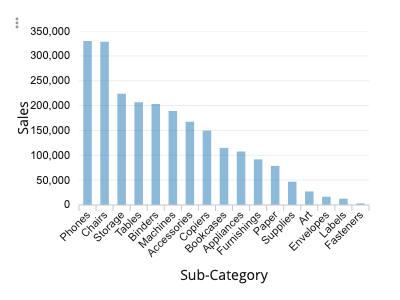 350,000
300,000
250,000
200,000
150,000
100,000
50,000
0
Sales
Phones
Chairs
Storage
Tables
Binders
Machines
Accessories
Copiers
Bookcases
Appliances
Furnishings
Paper
Supplies
Art
Envelopes
Labels
Fasteners
Sub-Category